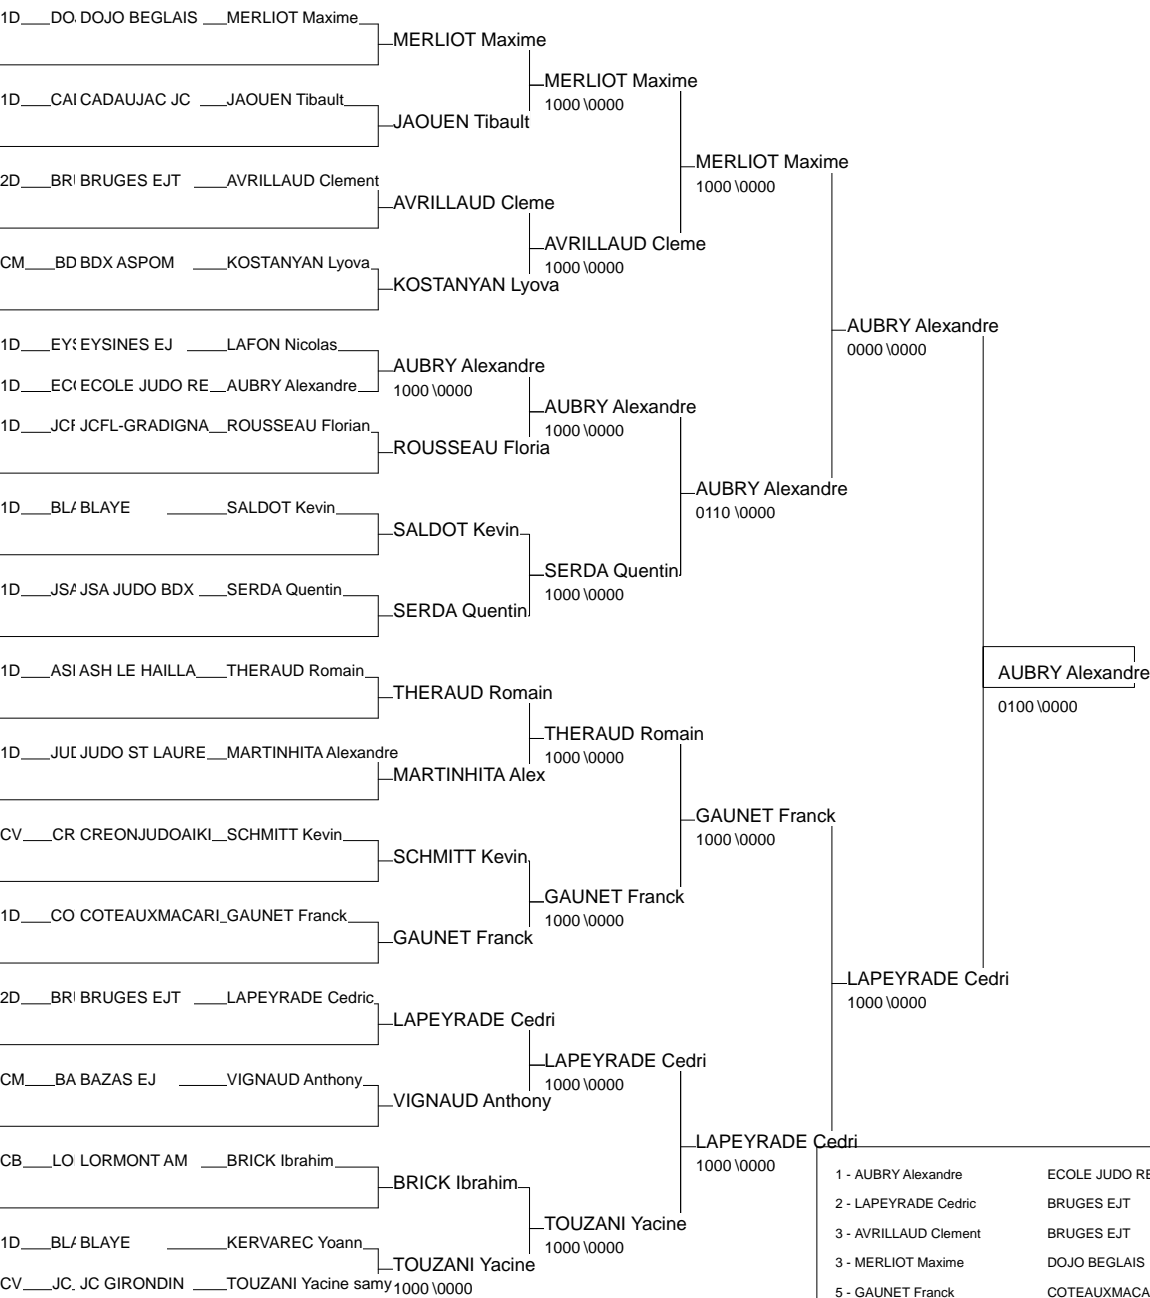 1D DO DOJO BEGLAIS MERLIOT Maxime
MERLIOT Maxime
MERLIOT Maxime
1000 \0000
1D CAI CADAUJAC JC JAOUEN Tibault
JAOUEN Tibault
MERLIOT Maxime
1000 \0000
2D BRI BRUGES EJT AVRILLAUD Clement
AVRILLAUD Cleme
AVRILLAUD Cleme
1000 \0000
CM BD BDX ASPOM KOSTANYAN Lyova
KOSTANYAN Lyova
AUBRY Alexandre
0000 \0000
1D EYS EYSINES EJ LAFON Nicolas
AUBRY Alexandre
1000 \0000
1D ECO ECOLE JUDO RE AUBRY Alexandre
AUBRY Alexandre
1000 \0000
1D JCF JCFL-GRADIGNA ROUSSEAU Florian
ROUSSEAU Floria
AUBRY Alexandre
0110 \0000
1D BLA BLAYE SALDOT Kevin
SALDOT Kevin
SERDA Quentin
1000 \0000
1D JSA JSA JUDO BDX SERDA Quentin
SERDA Quentin
AUBRY Alexandre
0100 \0000
1D ASI ASH LE HAILLA THERAUD Romain
THERAUD Romain
THERAUD Romain
1000 \0000
1D JUD JUDO ST LAURE MARTINHITA Alexandre
MARTINHITA Alex
GAUNET Franck
1000 \0000
CV CR CREONJUDOAIKI SCHMITT Kevin
SCHMITT Kevin
GAUNET Franck
1000 \0000
1D CO COTEAUXMACARI GAUNET Franck
GAUNET Franck
LAPEYRADE Cedri
1000 \0000
2D BRI BRUGES EJT LAPEYRADE Cedric
LAPEYRADE Cedri
LAPEYRADE Cedri
1000 \0000
CM BA BAZAS EJ VIGNAUD Anthony
VIGNAUD Anthony
LAPEYRADE Cedri
1000 \0000
CB LO LORMONT AM BRICK Ibrahim
BRICK Ibrahim
TOUZANI Yacine
1000 \0000
1D BLA BLAYE KERVAREC Yoann
TOUZANI Yacine
1000 \0000
CV JC JC GIRONDIN TOUZANI Yacine samy
1 - AUBRY Alexandre ECOLE JUDO RE
2 - LAPEYRADE Cedric BRUGES EJT
3 - AVRILLAUD Clement BRUGES EJT
3 - MERLIOT Maxime DOJO BEGLAIS
5 - GAUNET Franck COTEAUXMACA